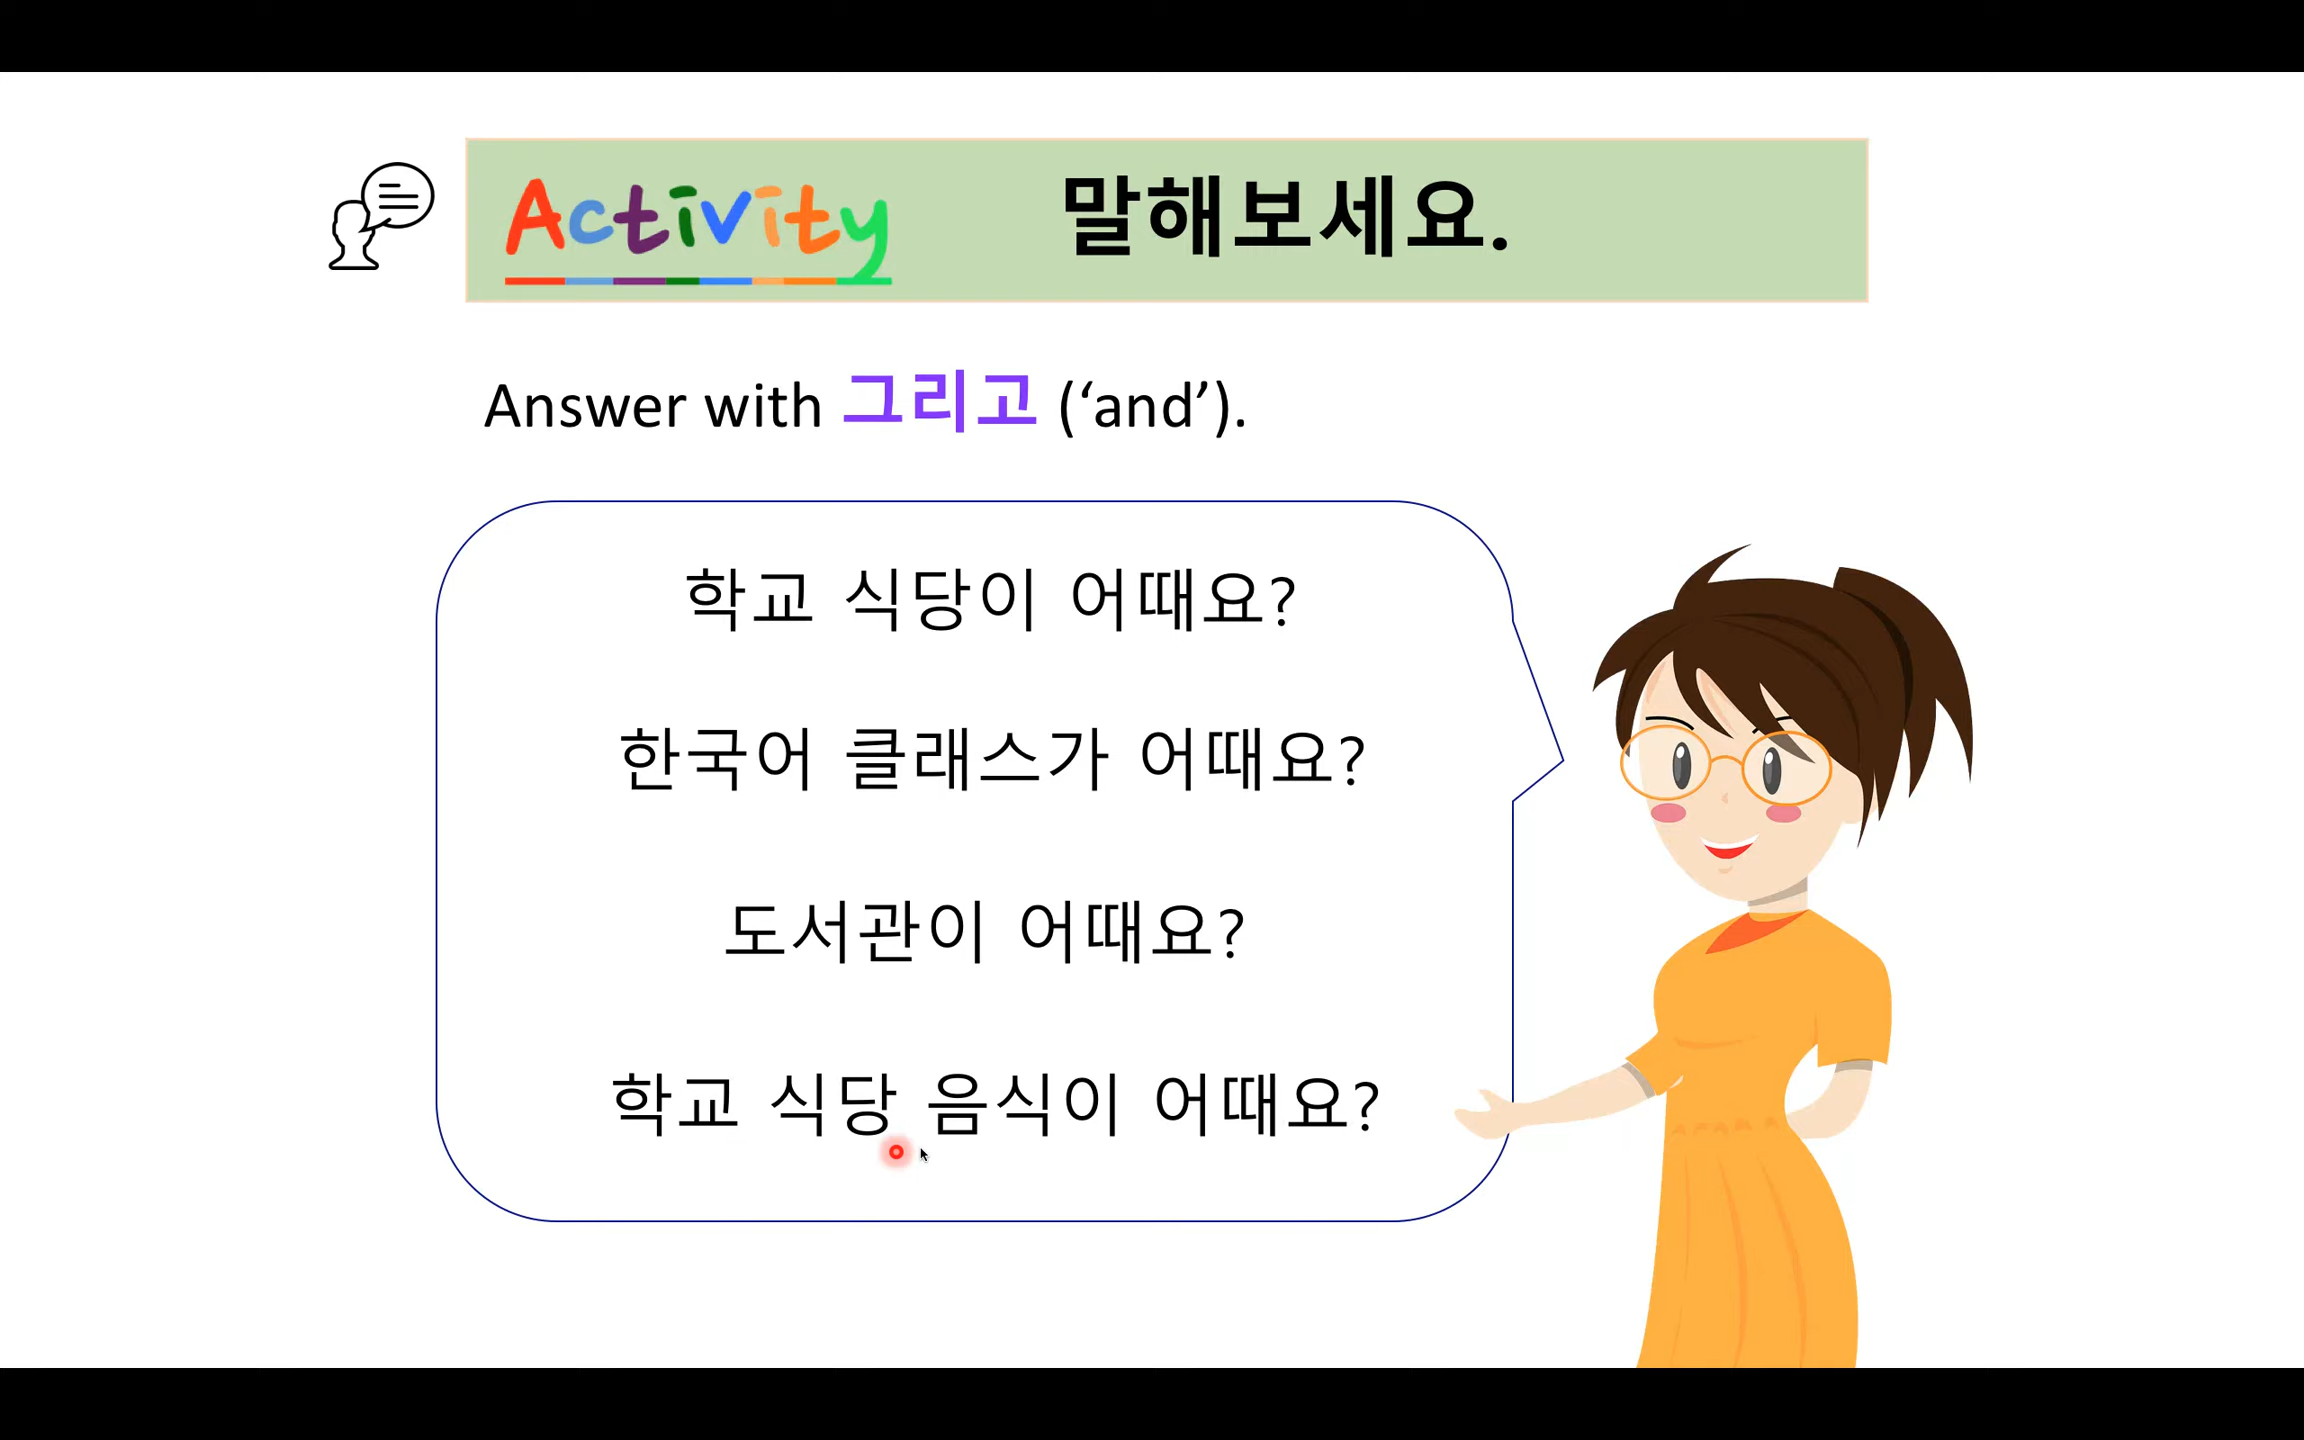 Activity 말해보세요.
Answer with 그리고 (‘and’).
학교 식당이 어때요?
한국어 클래스가 어때요?
도서관이 어때요?
학교 식당 음식이 어때요?